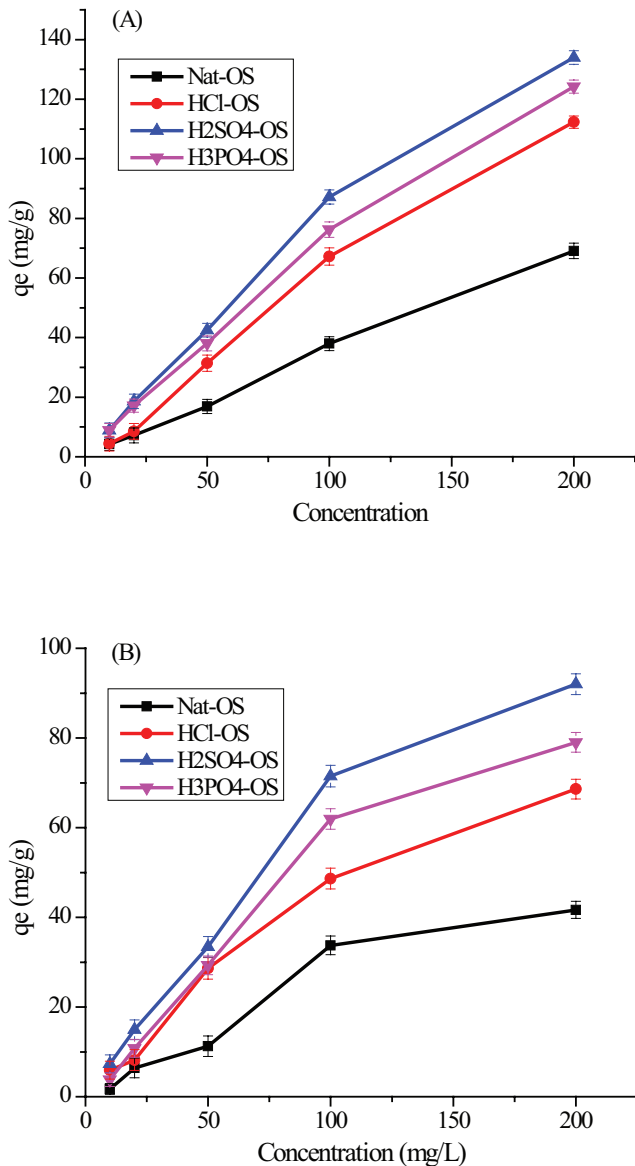 (A)
140
120
100
80
60
40
20
0
qe (mg/g)
Nat-OS
HCl-OS
H2SO4-OS
H3PO4-OS
0
50
100
150
200
Concentration
(B)
100
80
60
40
20
0
qe (mg/g)
Nat-OS
HCl-OS
H2SO4-OS
H3PO4-OS
0
50
100
150
200
Concentration (mg/L)